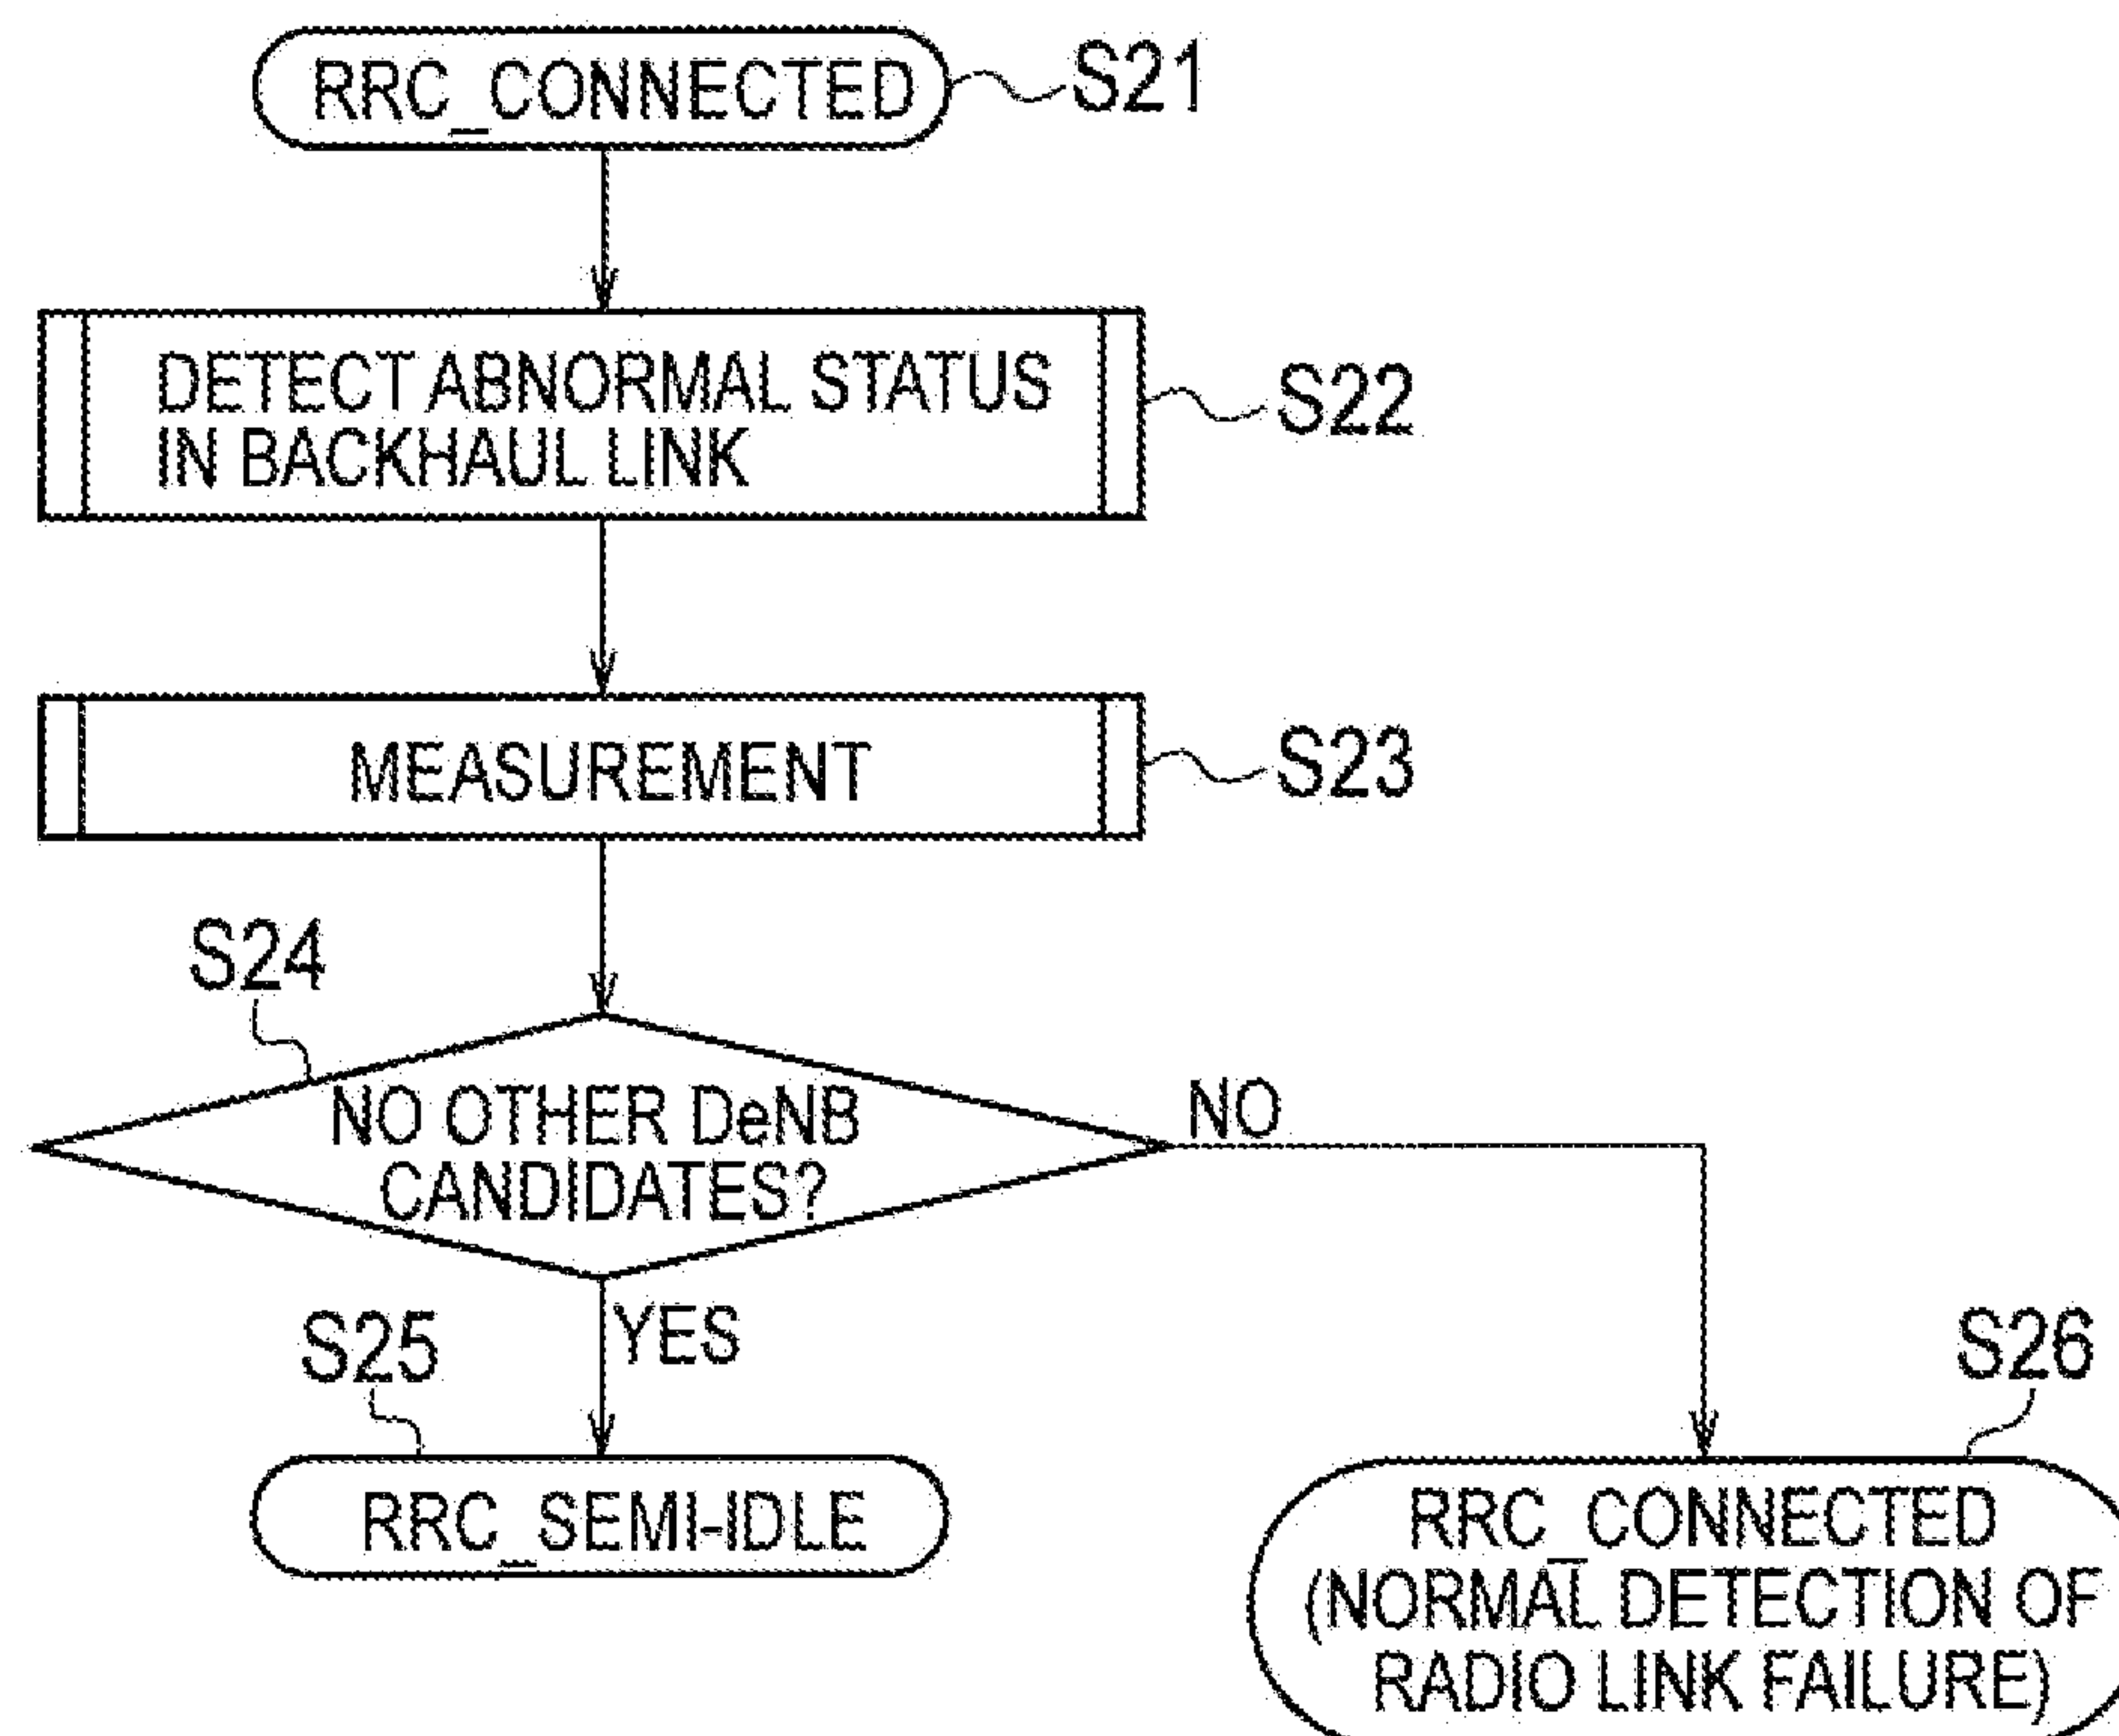 RRC_CONNECTED
S21
DETECT ABNORMAL STATUS
IN BACKHAUL LINK
S22
MEASUREMENT
S23
S24
NO OTHER DeNB
CANDIDATES?
NO
YES
S25
RRC_SEMI-IDLE
S26
RRC_CONNECTED
(NORMAL DETECTION OF
RADIO LINK FAILURE)